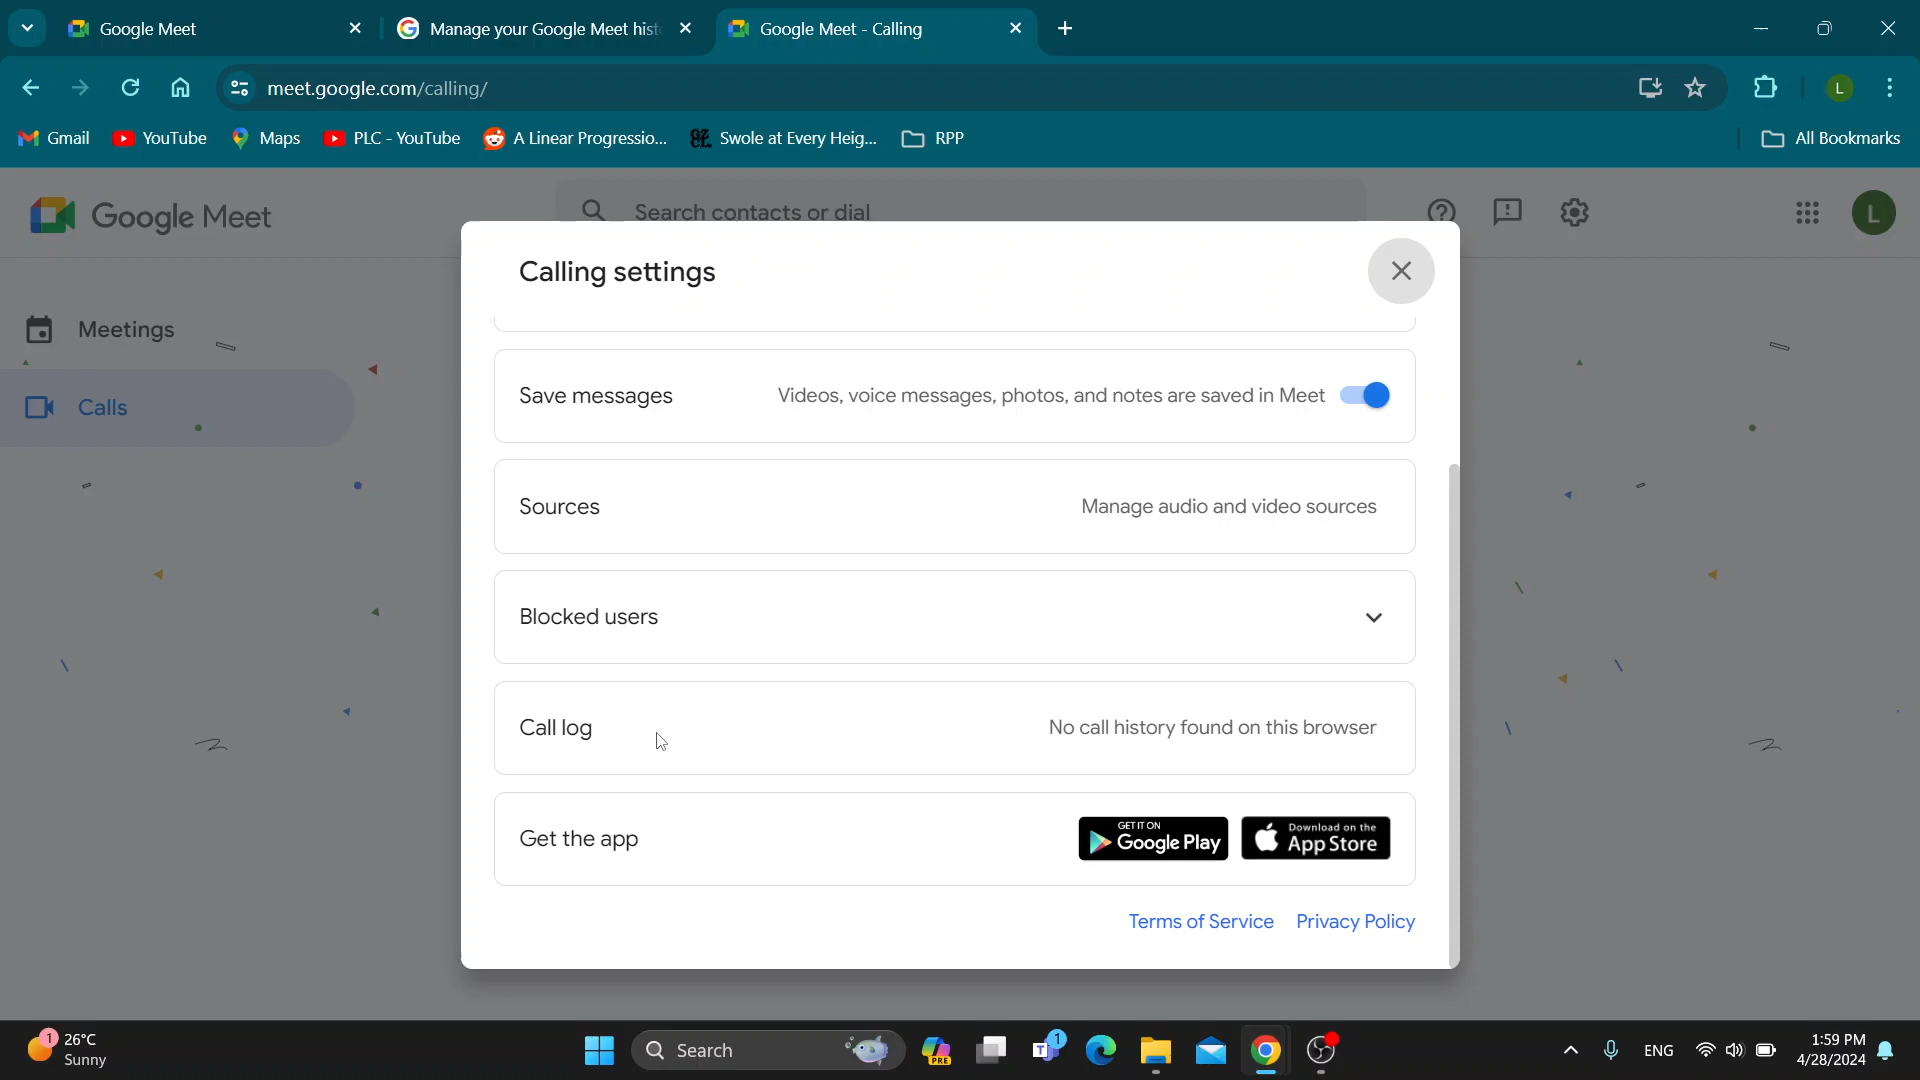 Google Meet
Manage your Google Meet hist
Google Meet - Calling
meet.google.com/calling/
L
Gmail
YouTube
Maps
PLC - YouTube
A Linear Progressio...
Swole at Every Heig...
RPP
All Bookmarks
Google Meet
Search contacts or dial
L
Meetings
Calls
Calling settings
Save messages
Videos, voice messages, photos, and notes are saved in Meet
Sources
Manage audio and video sources
Blocked users
Call log
No call history found on this browser
Get the app
GET IT ON
Google Play
Download on the
App Store
Terms of Service
Privacy Policy
1
26°C
Sunny
Search
PRE
T
1
ENG
1:59 PM
4/28/2024